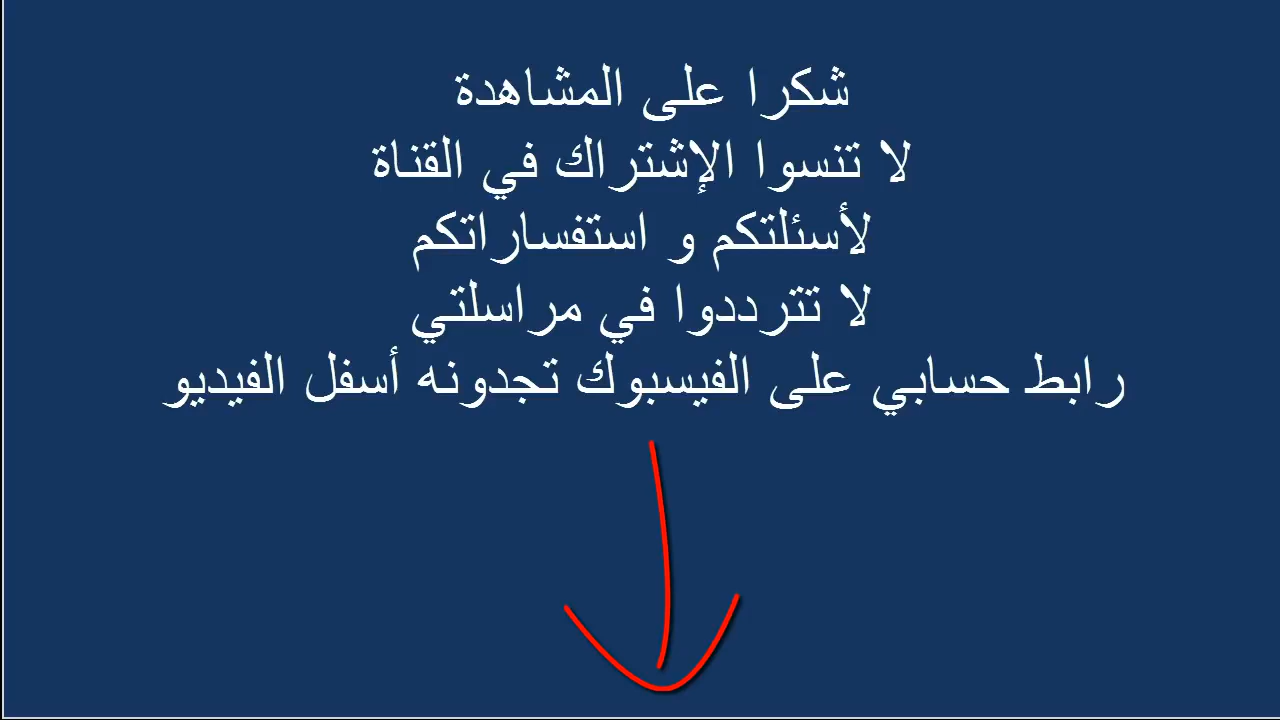 شكرا على المشاهدة
لا تنسوا الإشتراك في القناة
لأسئلتكم و استفساراتكم
لا تترددوا في مراسلتي
رابط حسابي على الفيسبوك تجدونه أسفل الفيديو